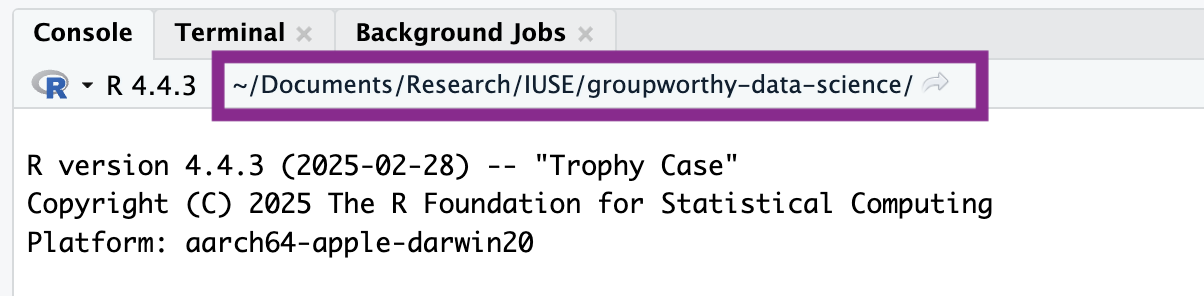 Console Terminal Background Jobs
R R 4.4.3 ~/Documents/Research/IUSE/groupworthy-data-science/
R version 4.4.3 (2025-02-28) -- "Trophy Case"
Copyright (C) 2025 The R Foundation for Statistical Computing
Platform: aarch64-apple-darwin20